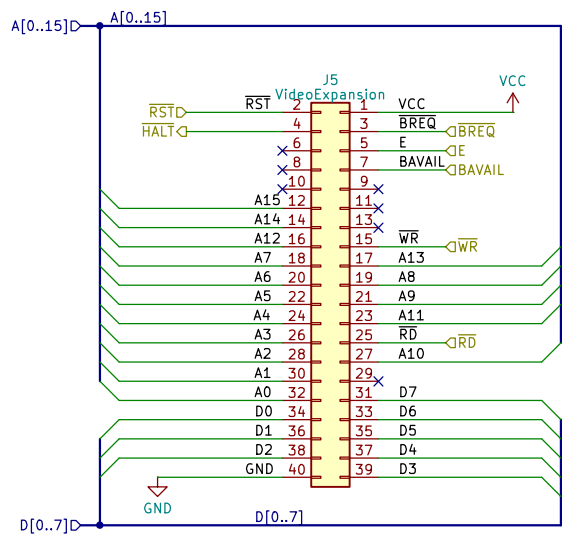 A[0..15] A[0..15]
J5 VCC
VideoExpansion
RST RST 2 1 VCC
HALT 4 3 BREQ BREQ
6 5 E E
8 7 BAVAIL BAVAIL
10 9
A15 12 11
A14 14 13
A12 16 15 WR WR
A7 18 17 A13
A6 20 19 A8
A5 22 21 A9
A4 24 23 A11
A3 26 25 RD RD
A2 28 27 A10
A1 30 29
A0 32 31 D7
D0 34 33 D6
D1 36 35 D5
D2 38 37 D4
GND 40 39 D3
GND
D[0..7] D[0..7]